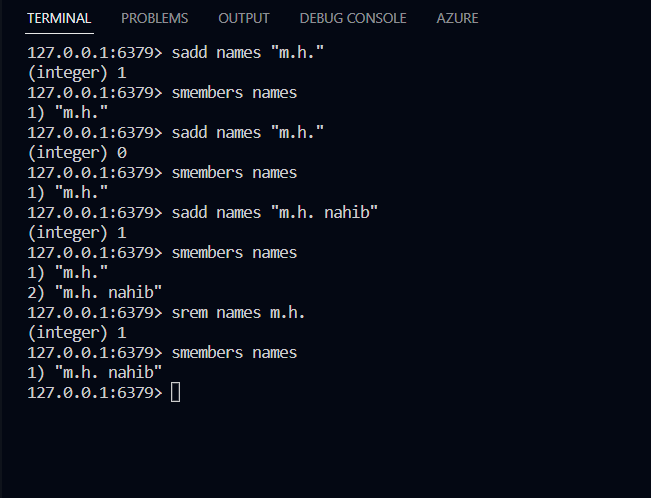 TERMINAL PROBLEMS OUTPUT DEBUG CONSOLE AZURE
127.0.0.1:6379> sadd names "m.h."
(integer) 1
127.0.0.1:6379> smembers names
1) "m.h."
127.0.0.1:6379> sadd names "m.h."
(integer) 0
127.0.0.1:6379> smembers names
1) "m.h."
127.0.0.1:6379> sadd names "m.h. nahib"
(integer) 1
127.0.0.1:6379> smembers names
1) "m.h."
2) "m.h. nahib"
127.0.0.1:6379> srem names m.h.
(integer) 1
127.0.0.1:6379> smembers names
1) "m.h. nahib"
127.0.0.1:6379>